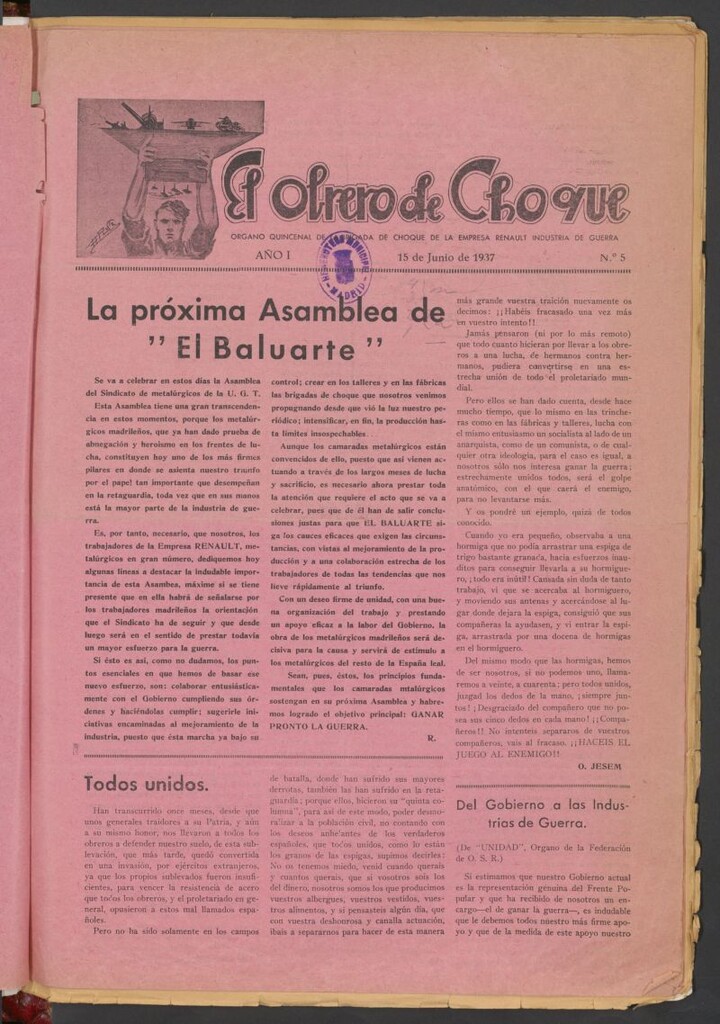 El Obrero de Choque
ORGANO QUINCENAL DE LA BRIGADA DE CHOQUE DE LA EMPRESA RENAULT INDUSTRIA DE GUERRA
AÑO I
15 de Junio de 1937
N.º 5
HEMEROTECA MUNICIPAL
MADRID
La próxima Asamblea de
" El Baluarte "
Se va a celebrar en estos días la Asamblea
del Sindicato de metalúrgicos de la U. G. T.
Esta Asamblea tiene una gran transcenden-
cia en estos momentos, porque los metalúr-
gicos madrileños, que ya han dado prueba de
abnegación y heroísmo en los frentes de lu-
cha, constituyen hoy uno de los más firmes
pilares en donde se asienta nuestro triunfo
por el papel tan importante que desempeñan
en la retaguardia, toda vez que en sus manos
está la mayor parte de la industria de gue-
rra.
Es, por tanto, necesario, que nosotros, los
trabajadores de la Empresa RENAULT, me-
talúrgicos en gran número, dediquemos hoy
algunas líneas a destacar la indudable impor-
tancia de esta Asambea, máxime si se tiene
presente que en ella habrá de señalarse por
los trabajadores madrileños la orientación
que el Sindicato ha de seguir y que desde
luego será en el sentido de prestar todavía
un mayor esfuerzo para la guerra.
Si ésto es así, como no dudamos, los pun-
tos esenciales en que hemos de basar ese
nuevo esfuerzo, son: colaborar entusiástica-
mente con el Gobierno cumpliendo sus ór-
denes y haciéndolas cumplir; sugerirle ini-
ciativas encaminadas al mejoramiento de la
industria, puesto que ésta marcha ya bajo su
control; crear en los talleres y en las fábricas
las brigadas de choque que nosotros venimos
propugnando desde que vió la luz nuestro pe-
riódico; intensificar, en fin, la producción has-
ta límites insospechables.
Aunque los camaradas metalúrgicos están
convencidos de ello, puesto que así vienen ac-
tuando a través de los largos meses de lucha
y sacrificio, es necesario ahora prestar toda
la atención que requiere el acto que se va a
celebrar, pues que de él han de salir conclu-
siones justas para que EL BALUARTE si-
ga los cauces eficaces que exigen las circuns-
tancias, con vistas al mejoramiento de la pro-
ducción y a una colaboración estrecha de los
trabajadores de todas las tendencias que nos
lleve rápidamente al triunfo.
Con un deseo firme de unidad, con una bue-
na organización del trabajo y prestando
un apoyo eficaz a la labor del Gobierno, la
obra de los metalúrgicos madrileños será de-
cisiva para la causa y servirá de estímulo a
los metalúrgicos del resto de la España leal.
Sean, pues, éstos, los principios funda-
mentales que los camaradas mtalúrgicos
sostengan en su próxima Asamblea y habre-
mos logrado el objetivo principal: GANAR
PRONTO LA GUERRA.
R.
Todos unidos.
Han transcurrido once meses, desde que
unos generales traidores a su Patria, y aún
a su mismo honor, nos llevaron a todos los
obreros a defender nuestro suelo, de esta sub-
levación, que más tarde, quedó convertida
en una invasión, por ejércitos extranjeros,
ya que los propios sublevados fueron insufi-
cientes, para vencer la resistencia de acero
que todos los obreros, y el proletariado en ge-
neral, opusieron a estos mal llamados espa-
ñoles.
Pero no ha sido solamente en los campos
de batalla, donde han sufrido sus mayores
derrotas, también las han sufrido en la reta-
guardia; porque ellos, hicieron su "quinta co-
lumna", para así de este modo, poder desmo-
ralizar a la población civil, no contando con
los deseos anhelantes de los verdaderos
españoles, que todos unidos, como lo están
los granos de las espigas, supimos decirles:
No os tenemos miedo, venid cuando querais
y cuantos querais, que si vosotros sois los
del dinero, nosotros somos los que producimos
vuestros albergues, vuestros vestidos, vues-
tros alimentos, y si pensasteis algún día, que
con vuestra deshonrosa y canalla actuación,
ibais a separarnos para hacer de esta manera
más grande vuestra traición nuevamente os
decimos: ¡¡Habéis fracasado una vez más
en vuestro intento!!
Jamás pensaron (ni por lo más remoto)
que todo cuanto hicieran por llevar a los obre-
ros a una lucha, de hermanos contra her-
manos, pudiera convertirse en una es-
trecha unión de todo el proletariado mun-
dial.
Pero ellos se han dado cuenta, desde hace
mucho tiempo, que lo mismo en las trinche-
ras como en las fábricas y talleres, lucha con
el mismo entusiasmo un socialista al lado de un
anarquista, como de un comunista, o de cual-
quier otra ideología, para el caso es igual, a
nosotros sólo nos interesa ganar la guerra;
estrechamente unidos todos, será el golpe
anatómico, con el que caerá el enemigo,
para no levantarse más.
Y os pondré un ejemplo, quizá de todos
conocido.
Cuando yo era pequeño, observaba a una
hormiga que no podía arrastrar una espiga de
trigo bastante granada, hacía esfuerzos inau-
ditos para conseguir llevarla a su hormigue-
ro, ¡todo era inútil! Cansada sin duda de tanto
trabajo, vi que se acercaba al hormiguero,
y moviendo sus antenas y acercándose al lu-
gar donde dejara la espiga, consiguió que sus
compañeras la ayudasen, y vi entrar la espi-
ga, arrastrada por una docena de hormigas
en el hormiguero.
Del mismo modo que las hormigas, hemos
de ser nosotros, si no podemos uno, llama-
remos a veinte, a cuarenta; pero todos unidos,
juzgad los dedos de la mano, ¡siempre jun-
tos! ¡Desgraciado del compañero que no po-
sea sus cinco dedos en cada mano! ¡¡Compa-
ñeros!! No intenteis separaros de vuestros
compañeros, vais al fracaso. ¡¡HACEIS EL
JUEGO AL ENEMIGO!!
O. JESEM
Del Gobierno a las Indus-
trias de Guerra.
(De "UNIDAD", Organo de la Federación
de O. S. R.)
Si estimamos que nuestro Gobierno actual
es la representación genuina del Frente Po-
pular y que ha recibido de nosotros un en-
cargo—el de ganar la guerra—, es indudable
que le debemos todos nuestro más firme apo-
yo y que de la medida de este apoyo nuestro